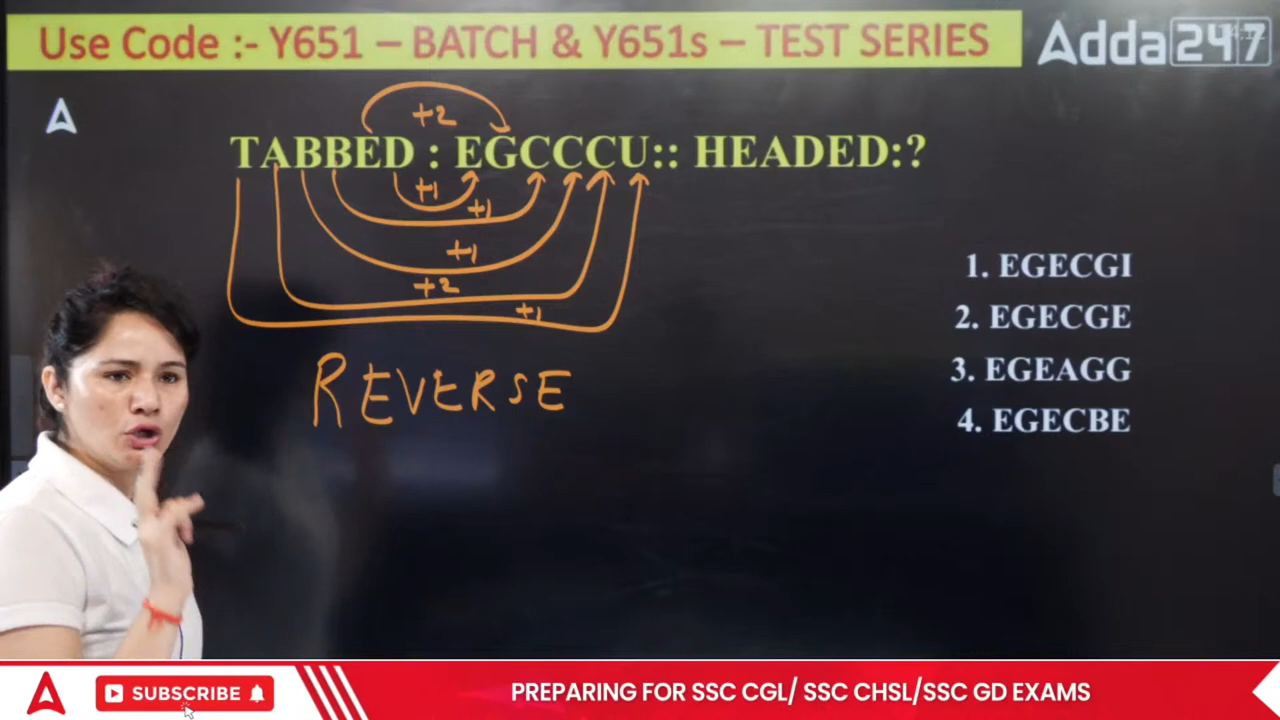 Use Code :- Y651 – BATCH & Y651s – TEST SERIES
Adda247
+2
TABBED : EGCCCU:: HEADED:?
+1
+1
+1
+2
+1
REVERSE
1. EGECGI
2. EGECGE
3. EGEAGG
4. EGECBE
SUBSCRIBE
PREPARING FOR SSC CGL/ SSC CHSL/SSC GD EXAMS